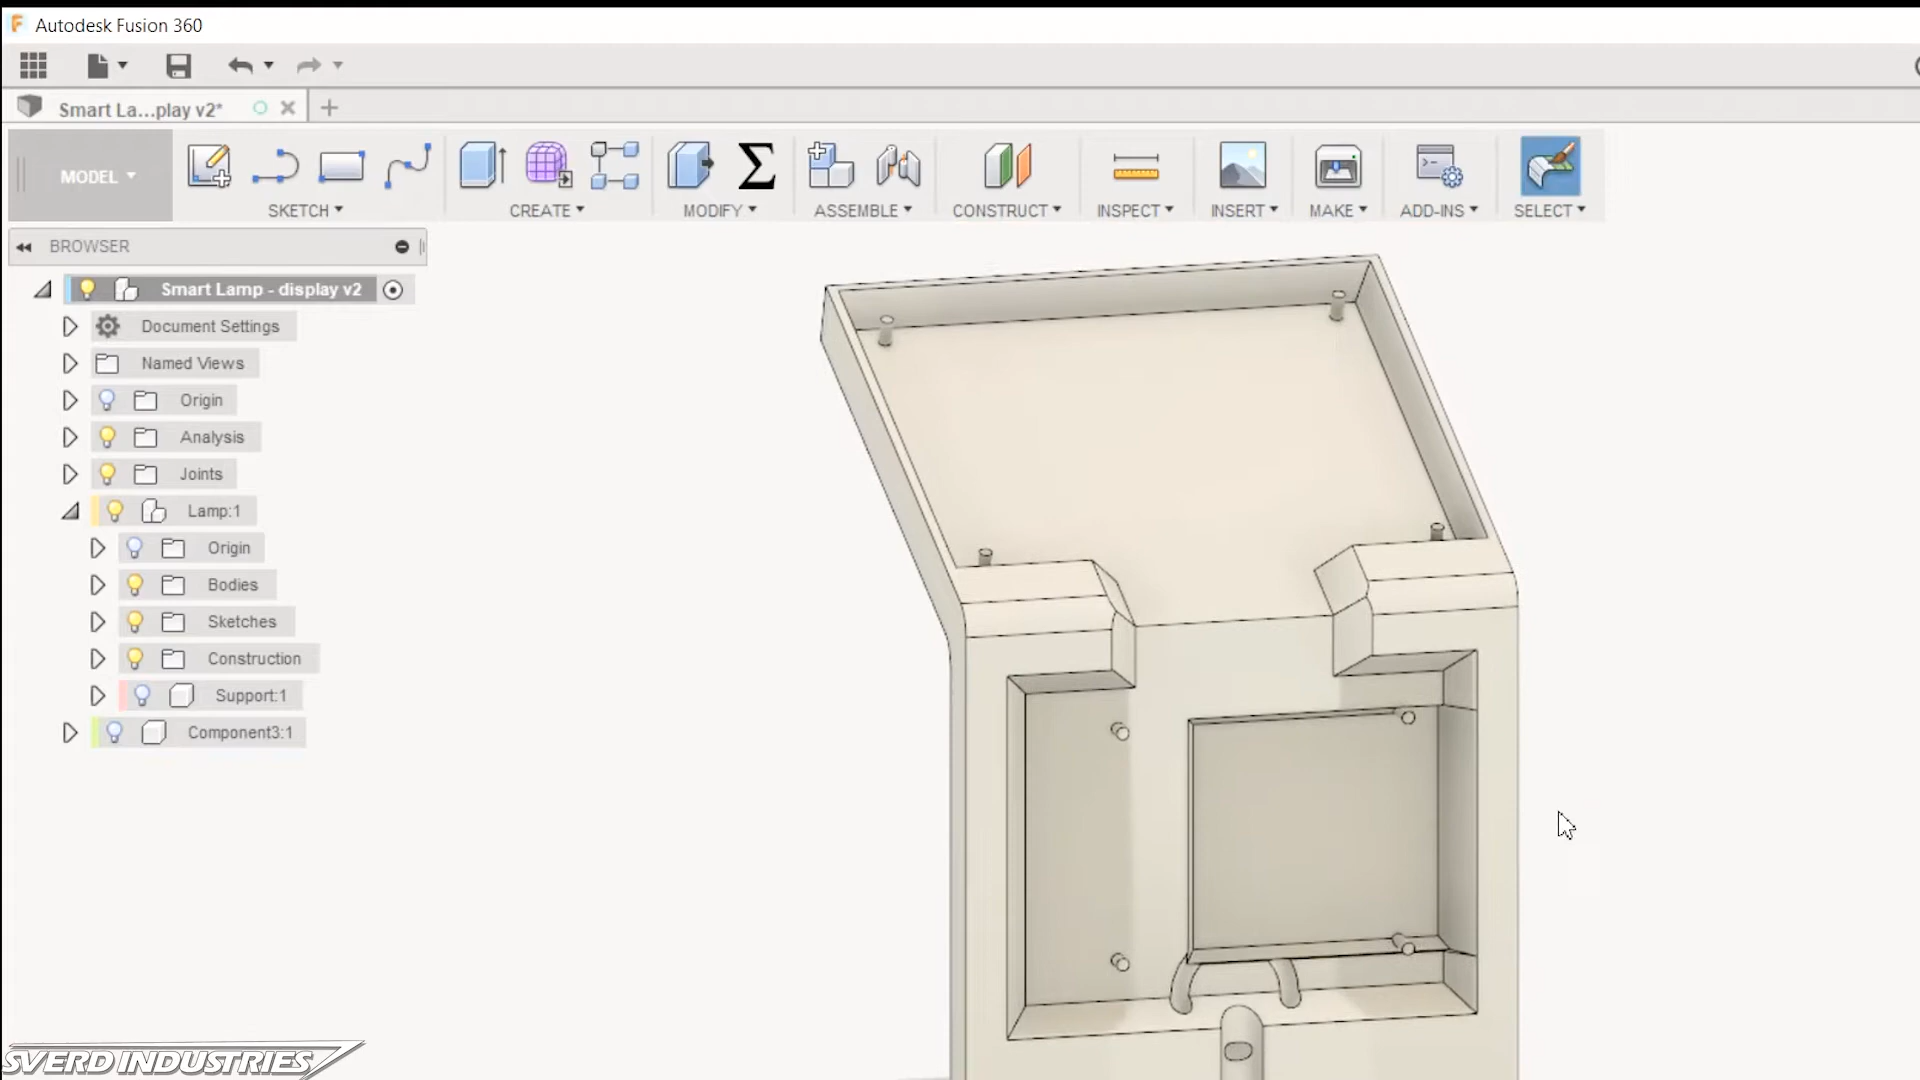 Autodesk Fusion 360
Smart La...play v2*
MODEL
SKETCH
CREATE
MODIFY
ASSEMBLE
CONSTRUCT
INSPECT
INSERT
MAKE
ADD-INS
SELECT
BROWSER
Smart Lamp - display v2
Document Settings
Named Views
Origin
Analysis
Joints
Lamp:1
Origin
Bodies
Sketches
Construction
Support:1
Component3:1
SVERD INDUSTRIES